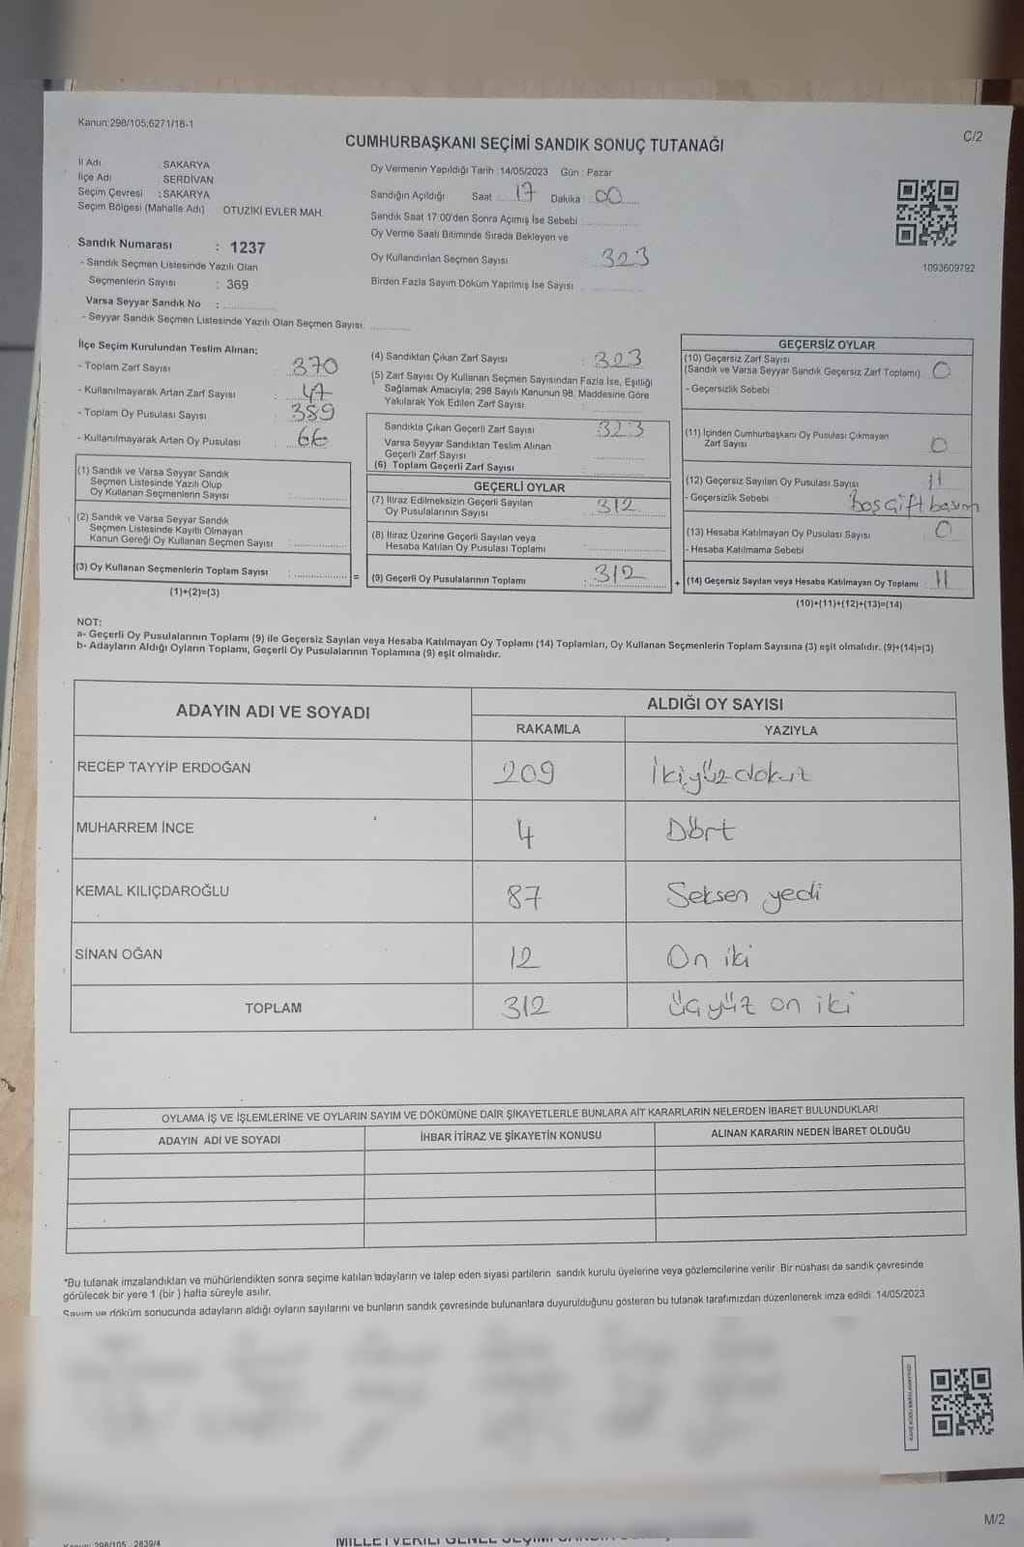 Kanun:298/105;6271/18-1
C/2
CUMHURBAŞKANI SEÇİMİ SANDIK SONUÇ TUTANAĞI
İl Adı SAKARYA
İlçe Adı SERDİVAN
Seçim Çevresi : SAKARYA
Seçim Bölgesi (Mahalle Adı) OTUZİKİ EVLER MAH.
Sandık Numarası : 1237
- Sandık Seçmen Listesinde Yazılı Olan
Seçmenlerin Sayısı : 369
Varsa Seyyar Sandık No :
- Seyyar Sandık Seçmen Listesinde Yazılı Olan Seçmen Sayısı
Oy Vermenin Yapıldığı Tarih :14/05/2023 Gün : Pazar
Sandığın Açıldığı Saat 17 Dakika 00
Sandık Saat 17:00'den Sonra Açılmış İse Sebebi
Oy Verme Saati Bitiminde Sırada Bekleyen ve
Oy Kullandırılan Seçmen Sayısı 323
Birden Fazla Sayım Döküm Yapılmış İse Sayısı
1093609792
İlçe Seçim Kurulundan Teslim Alınan;
- Toplam Zarf Sayısı : 370
- Kullanılmayarak Artan Zarf Sayısı : 47
- Toplam Oy Pusulası Sayısı : 389
- Kullanılmayarak Artan Oy Pusulası : 66
(1) Sandık ve Varsa Seyyar Sandık
Seçmen Listesinde Yazılı Olup
Oy Kullanan Seçmenlerin Sayısı :
(2) Sandık ve Varsa Seyyar Sandık
Seçmen Listesinde Kayıtlı Olmayan
Kanun Gereği Oy Kullanan Seçmen Sayısı :
(3) Oy Kullanan Seçmenlerin Toplam Sayısı : =
(1)+(2)=(3)
(4) Sandıktan Çıkan Zarf Sayısı : 323
(5) Zarf Sayısı Oy Kullanan Seçmen Sayısından Fazla İse, Eşitliği
Sağlamak Amacıyla; 298 Sayılı Kanunun 98. Maddesine Göre
Yakılarak Yok Edilen Zarf Sayısı
Sandıkta Çıkan Geçerli Zarf Sayısı 323
Varsa Seyyar Sandıktan Teslim Alınan
Geçerli Zarf Sayısı
(6) Toplam Geçerli Zarf Sayısı
GEÇERLİ OYLAR
(7) İtiraz Edilmeksizin Geçerli Sayılan
Oy Pusulalarının Sayısı 312
(8) İtiraz Üzerine Geçerli Sayılan veya
Hesaba Katılan Oy Pusulası Toplamı
(9) Geçerli Oy Pusulalarının Toplamı : 312 +
GEÇERSİZ OYLAR
(10) Geçersiz Zarf Sayısı
(Sandık ve Varsa Seyyar Sandık Geçersiz Zarf Toplamı) 0
- Geçersizlik Sebebi
(11) İçinden Cumhurbaşkanı Oy Pusulası Çıkmayan
Zarf Sayısı 0
(12) Geçersiz Sayılan Oy Pusulası Sayısı 11
- Geçersizlik Sebebi boş çift basım
(13) Hesaba Katılmayan Oy Pusulası Sayısı 0
- Hesaba Katılmama Sebebi
(14) Geçersiz Sayılan veya Hesaba Katılmayan Oy Toplamı : 11
(10)+(11)+(12)+(13)=(14)
NOT:
a- Geçerli Oy Pusulalarının Toplamı (9) ile Geçersiz Sayılan veya Hesaba Katılmayan Oy Toplamı (14) Toplamları, Oy Kullanan Seçmenlerin Toplam Sayısına (3) eşit olmalıdır. (9)+(14)=(3)
b- Adayların Aldığı Oyların Toplamı, Geçerli Oy Pusulalarının Toplamına (9) eşit olmalıdır.
ADAYIN ADI VE SOYADI
ALDIĞI OY SAYISI
RAKAMLA YAZIYLA
RECEP TAYYİP ERDOĞAN 209 İkiyüz dokuz
MUHARREM İNCE 4 Dört
KEMAL KILIÇDAROĞLU 87 Seksen yedi
SİNAN OĞAN 12 On iki
TOPLAM 312 üçyüz on iki
OYLAMA İŞ VE İŞLEMLERİNE VE OYLARIN SAYIM VE DÖKÜMÜNE DAİR ŞİKAYETLERLE BUNLARA AİT KARARLARIN NELERDEN İBARET BULUNDUKLARI
ADAYIN ADI VE SOYADI İHBAR İTİRAZ VE ŞİKAYETİN KONUSU ALINAN KARARIN NEDEN İBARET OLDUĞU
*Bu tutanak imzalandıktan ve mühürlendikten sonra seçime katılan adayların ve talep eden siyasi partilerin sandık kurulu üyelerine veya gözlemcilerine verilir. Bir nüshası da sandık çevresinde
görülecek bir yere 1 (bir ) hafta süreyle asılır.
Sayım ve döküm sonucunda adayların aldığı oyların sayılarını ve bunların sandık çevresinde bulunanlara duyurulduğunu gösteren bu tutanak tarafımızdan düzenlenerek imza edildi. 14/05/2023
M/2
MİLLETVEKİLİ GENEL SEÇİMİ